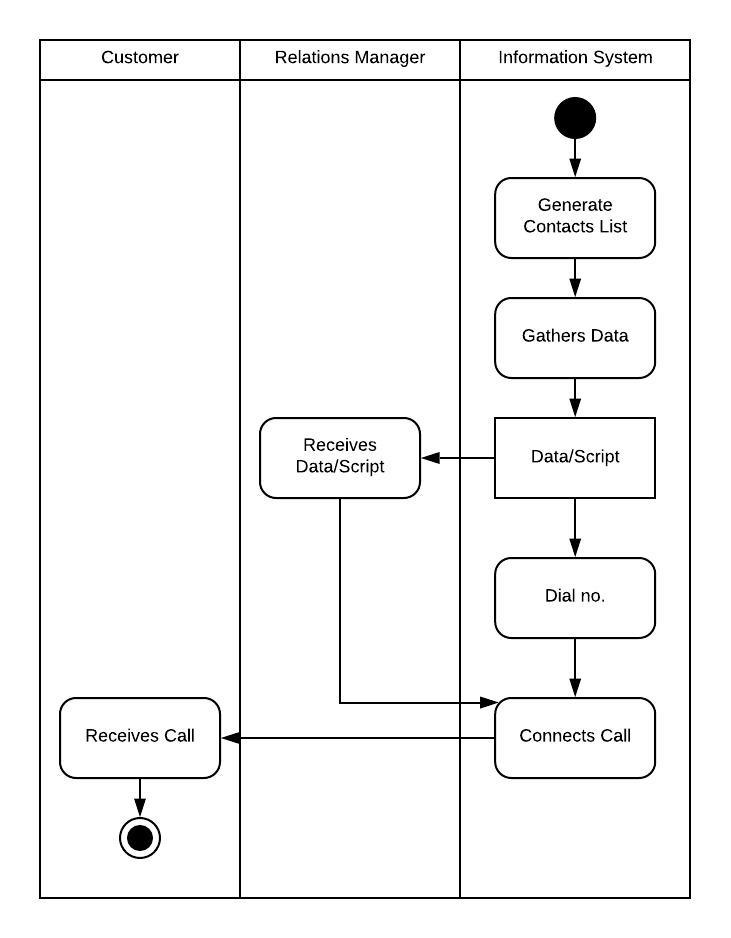 Customer
Relations Manager
Information System
Generate
Contacts List
Gathers Data
Receives
Data/Script
Data/Script
Dial no.
Receives Call
Connects Call